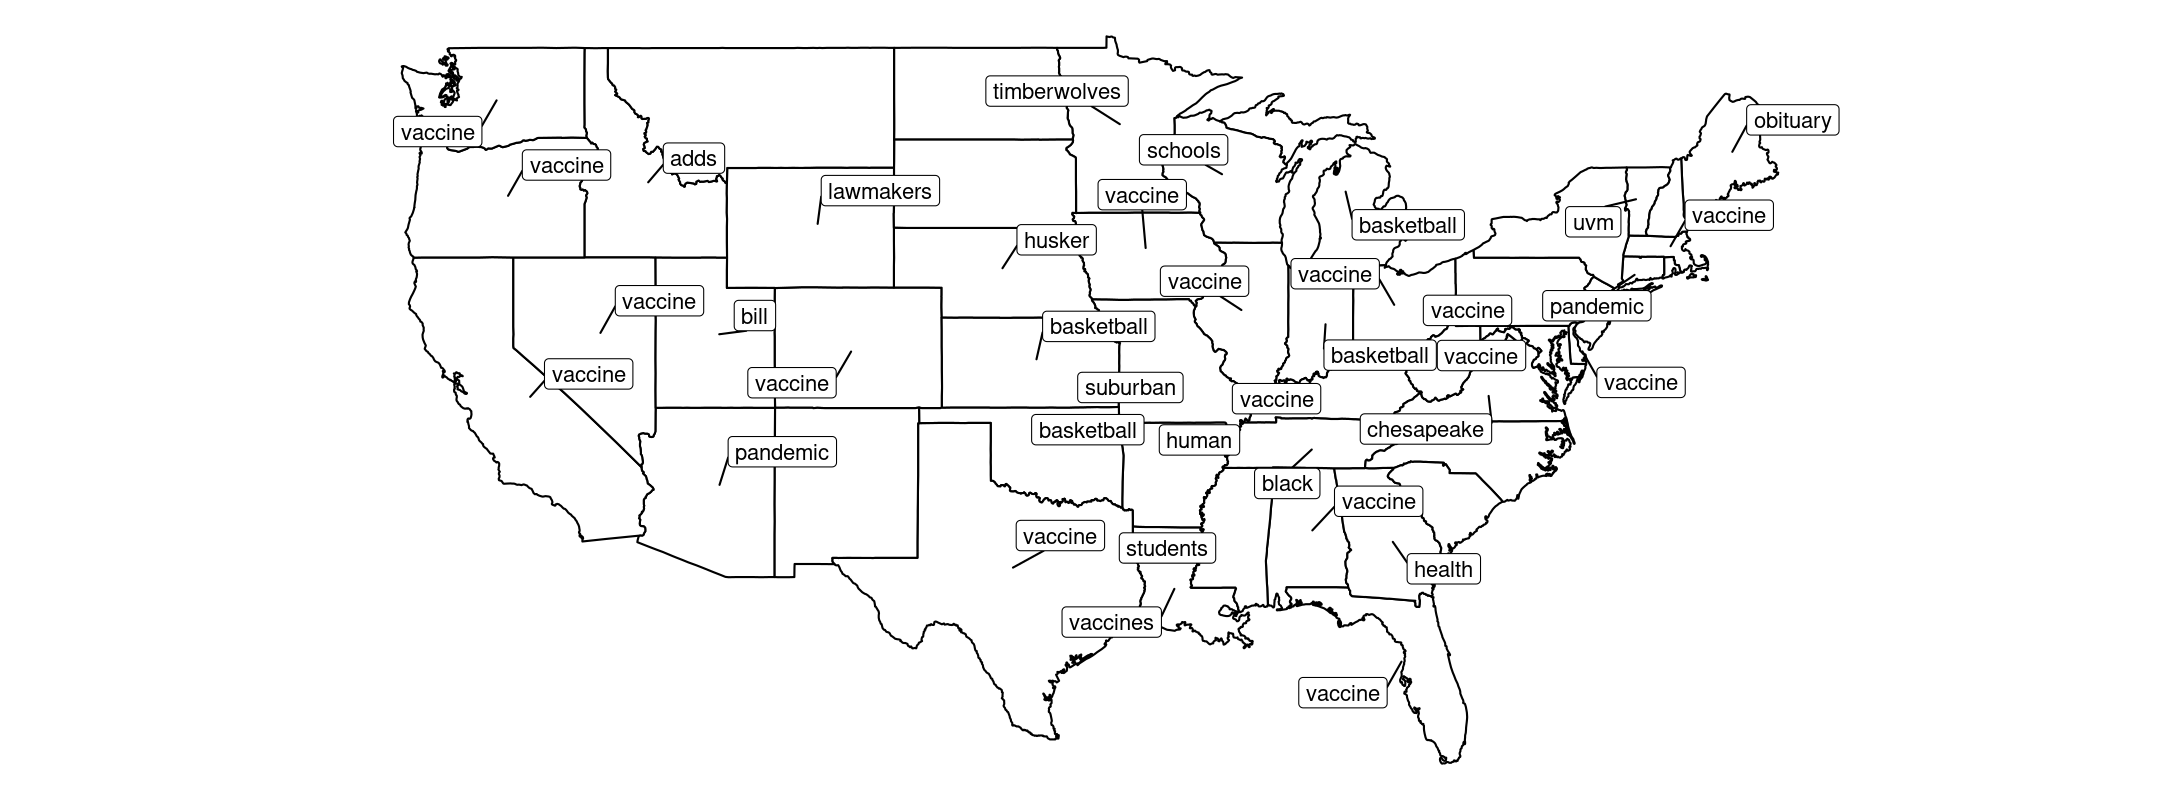 timberwolves
obituary
vaccine
schools
adds
vaccine
lawmakers
vaccine
vaccine
uvm
basketball
husker
vaccine
vaccine
vaccine
pandemic
vaccine
bill
basketball
basketball
vaccine
vaccine
vaccine
vaccine
suburban
vaccine
chesapeake
basketball
human
pandemic
black
vaccine
vaccine
students
health
vaccines
vaccine